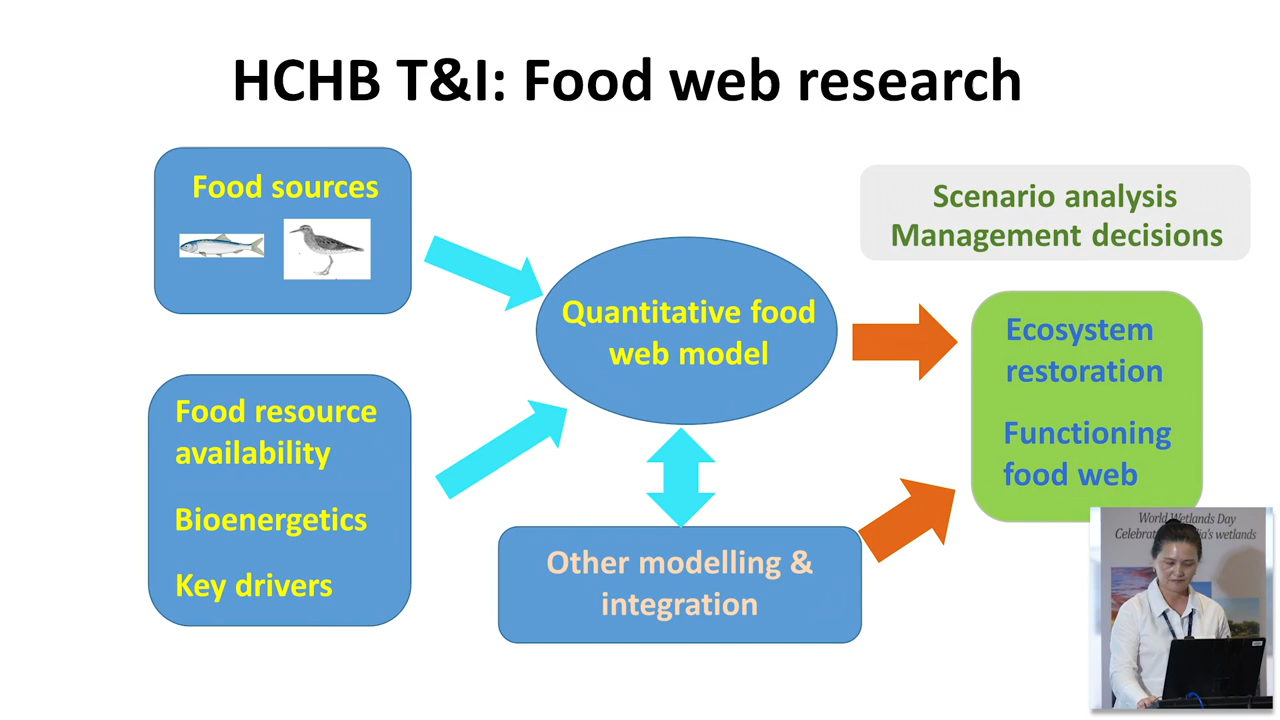 HCHB T&I: Food web research
Food sources
Food resource
availability
Bioenergetics
Key drivers
Quantitative food
web model
Other modelling &
integration
Scenario analysis
Management decisions
Ecosystem
restoration
Functioning
food web
World Wetlands Day